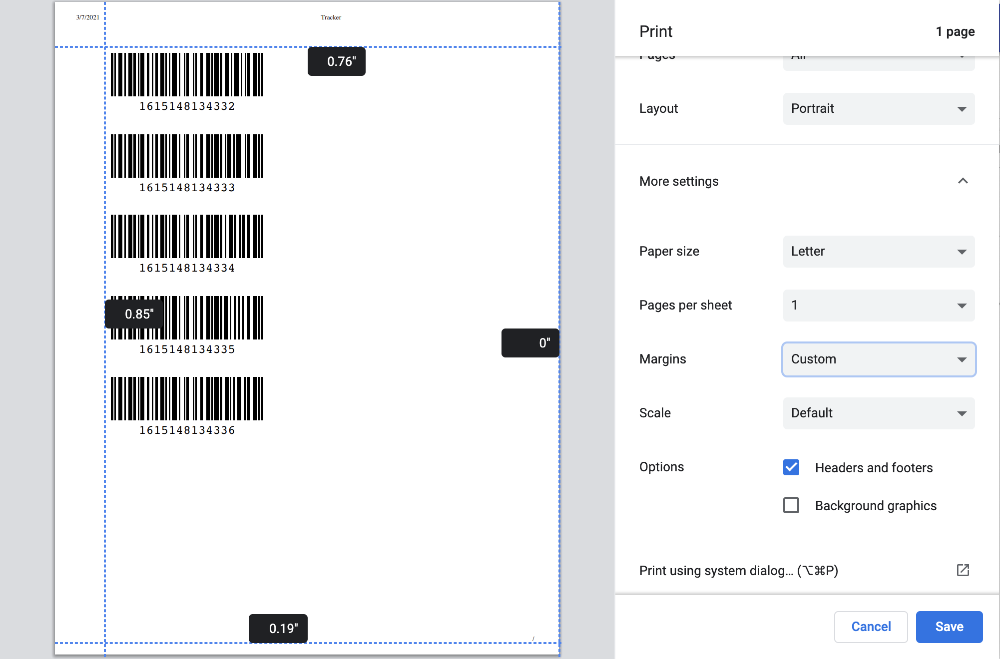 3/7/2021
Tracker
0.76"
1615148134332
1615148134333
1615148134334
0.85"
1615148134335
0"
1615148134336
0.19"
/
Print
1 page
Pages
All
Layout
Portrait
More settings
Paper size
Letter
Pages per sheet
1
Margins
Custom
Scale
Default
Options
Headers and footers
Background graphics
Print using system dialog... (⌥⌘P)
Cancel
Save